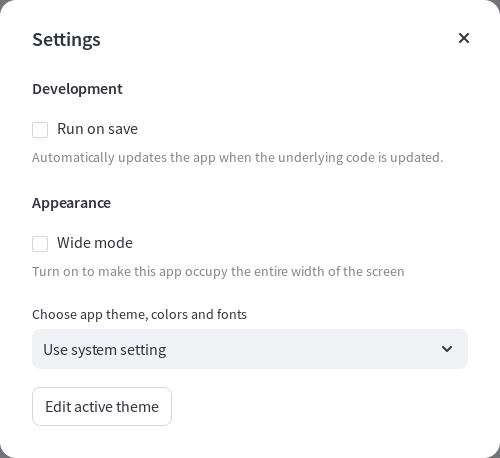 Settings
Development
Run on save
Automatically updates the app when the underlying code is updated.
Appearance
Wide mode
Turn on to make this app occupy the entire width of the screen
Choose app theme, colors and fonts
Use system setting
Edit active theme